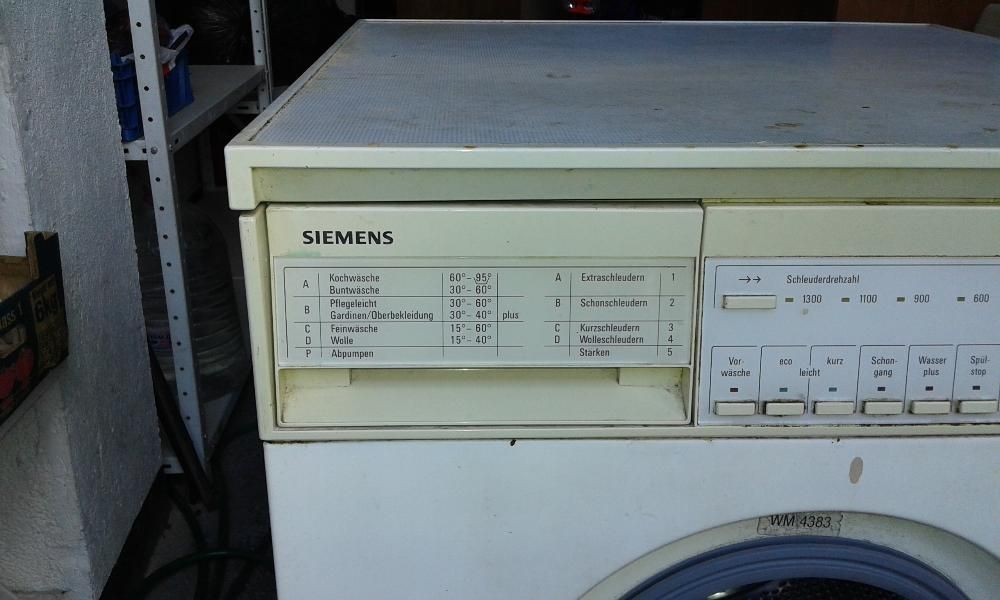 SIEMENS
A Kochwäsche 60°- 95°
Buntwäsche 30°- 60°
B Pflegeleicht 30°- 60°
Gardinen/Oberbekleidung 30°- 40° plus
C Feinwäsche 15°- 60°
D Wolle 15°- 40°
P Abpumpen
A Extraschleudern 1
B Schonschleudern 2
C Kurzschleudern 3
D Wolleschleudern 4
Stärken 5
→→ Schleuderdrehzahl
1300 1100 900 600
Vor-
wäsche
eco kurz
leicht
Schon-
gang
Wasser
plus
Spül-
stop
WM 4383
6kg